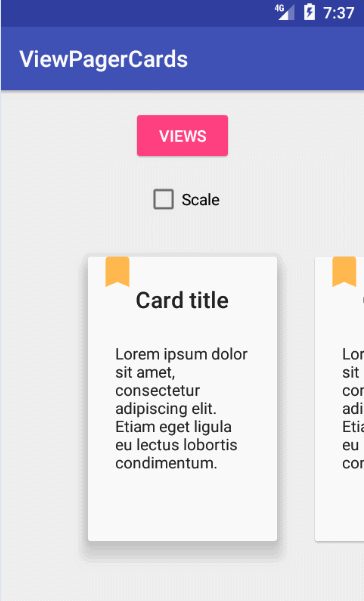 4G 7:37
ViewPagerCards
VIEWS
Scale
Card title
Lorem ipsum dolor
sit amet,
consectetur
adipiscing elit.
Etiam eget ligula
eu lectus lobortis
condimentum.
Lor
sit
con
adi
Etia
eu
con